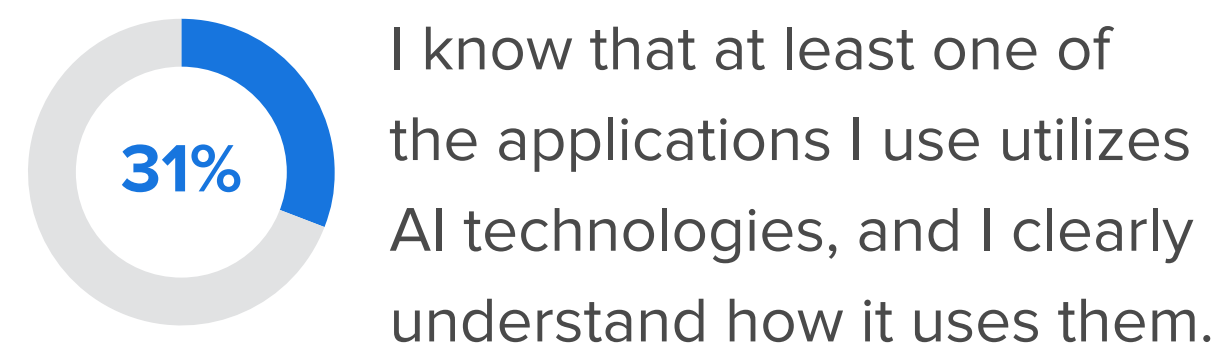 31%
I know that at least one of
the applications I use utilizes
AI technologies, and I clearly
understand how it uses them.